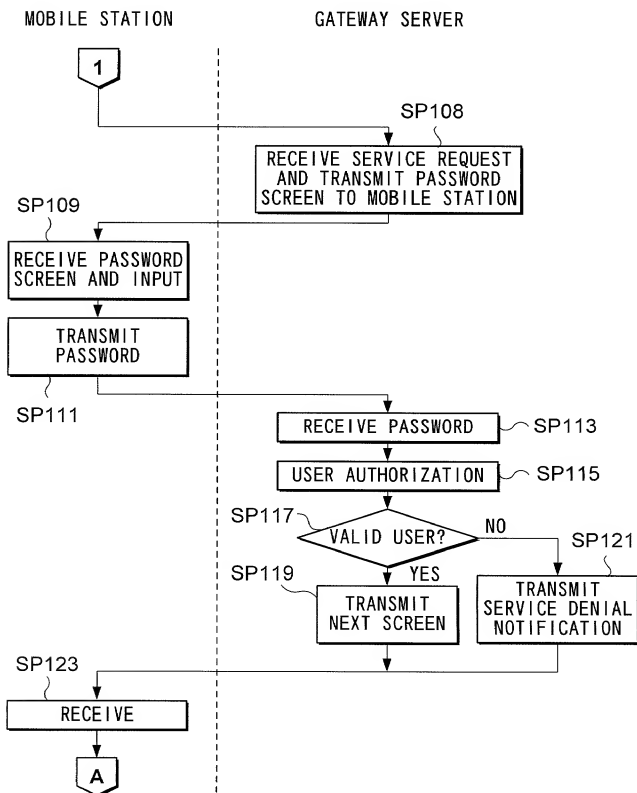 MOBILE STATION
GATEWAY SERVER
1
SP108
RECEIVE SERVICE REQUEST
AND TRANSMIT PASSWORD
SCREEN TO MOBILE STATION
SP109
RECEIVE PASSWORD
SCREEN AND INPUT
TRANSMIT
PASSWORD
SP111
RECEIVE PASSWORD
SP113
USER AUTHORIZATION
SP115
SP117
VALID USER?
NO
YES
SP119
TRANSMIT
NEXT SCREEN
SP121
TRANSMIT
SERVICE DENIAL
NOTIFICATION
SP123
RECEIVE
A